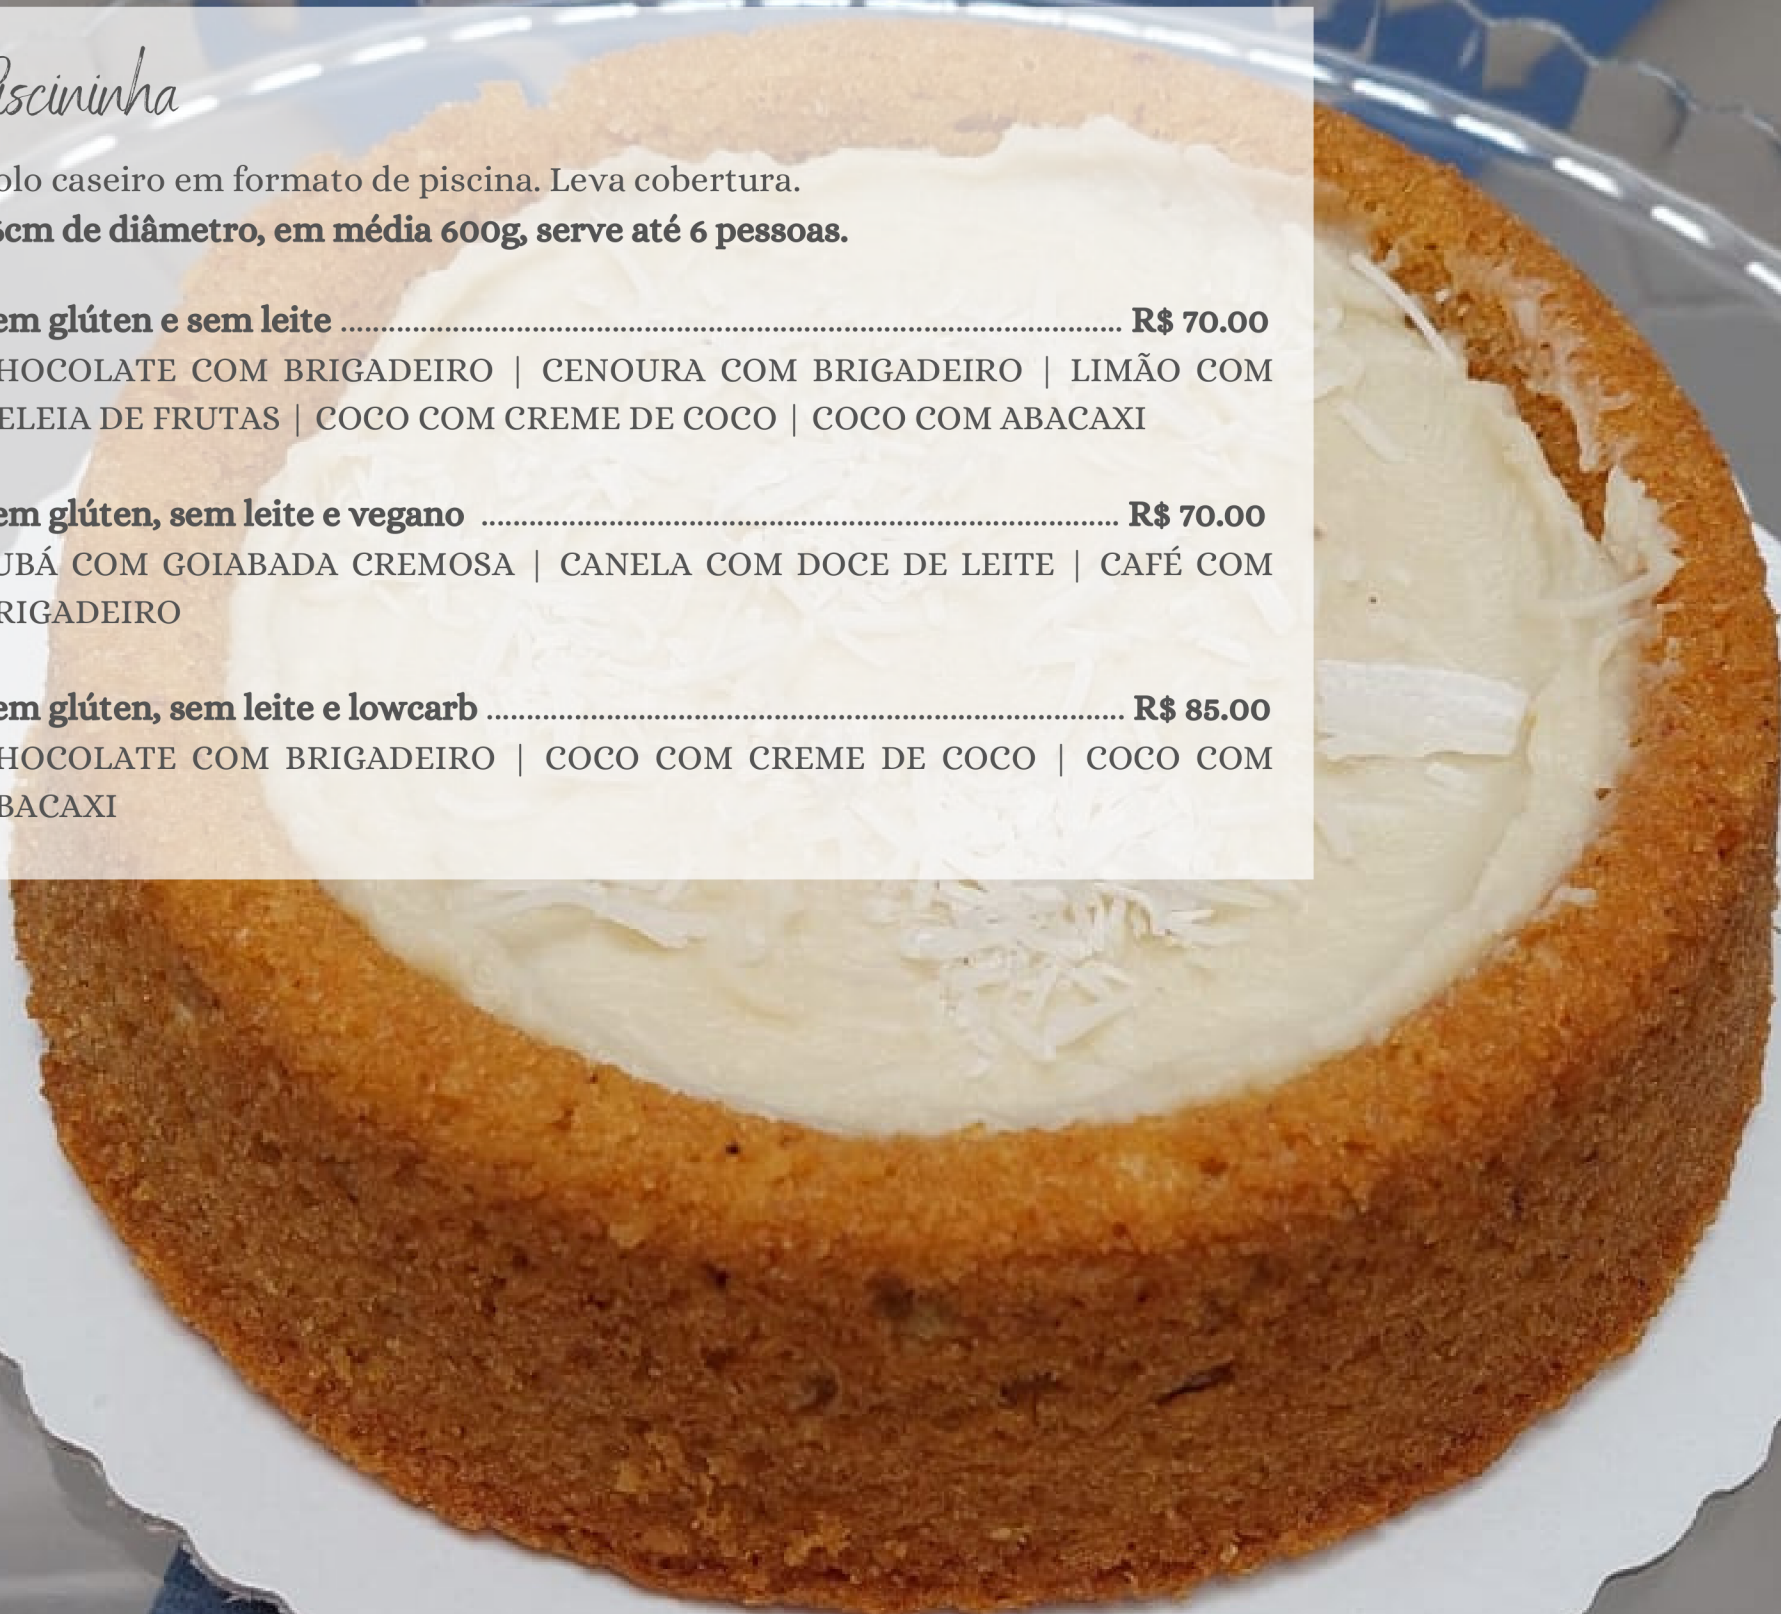 Piscininha
olo caseiro em formato de piscina. Leva cobertura.
6cm de diâmetro, em média 600g, serve até 6 pessoas.
em glúten e sem leite ........................................................................................................ R$ 70.00
HOCOLATE COM BRIGADEIRO | CENOURA COM BRIGADEIRO | LIMÃO COM
ELEIA DE FRUTAS | COCO COM CREME DE COCO | COCO COM ABACAXI
em glúten, sem leite e vegano ..................................................................................... R$ 70.00
UBÁ COM GOIABADA CREMOSA | CANELA COM DOCE DE LEITE | CAFÉ COM
RIGADEIRO
em glúten, sem leite e lowcarb ..................................................................................... R$ 85.00
HOCOLATE COM BRIGADEIRO | COCO COM CREME DE COCO | COCO COM
BACAXI